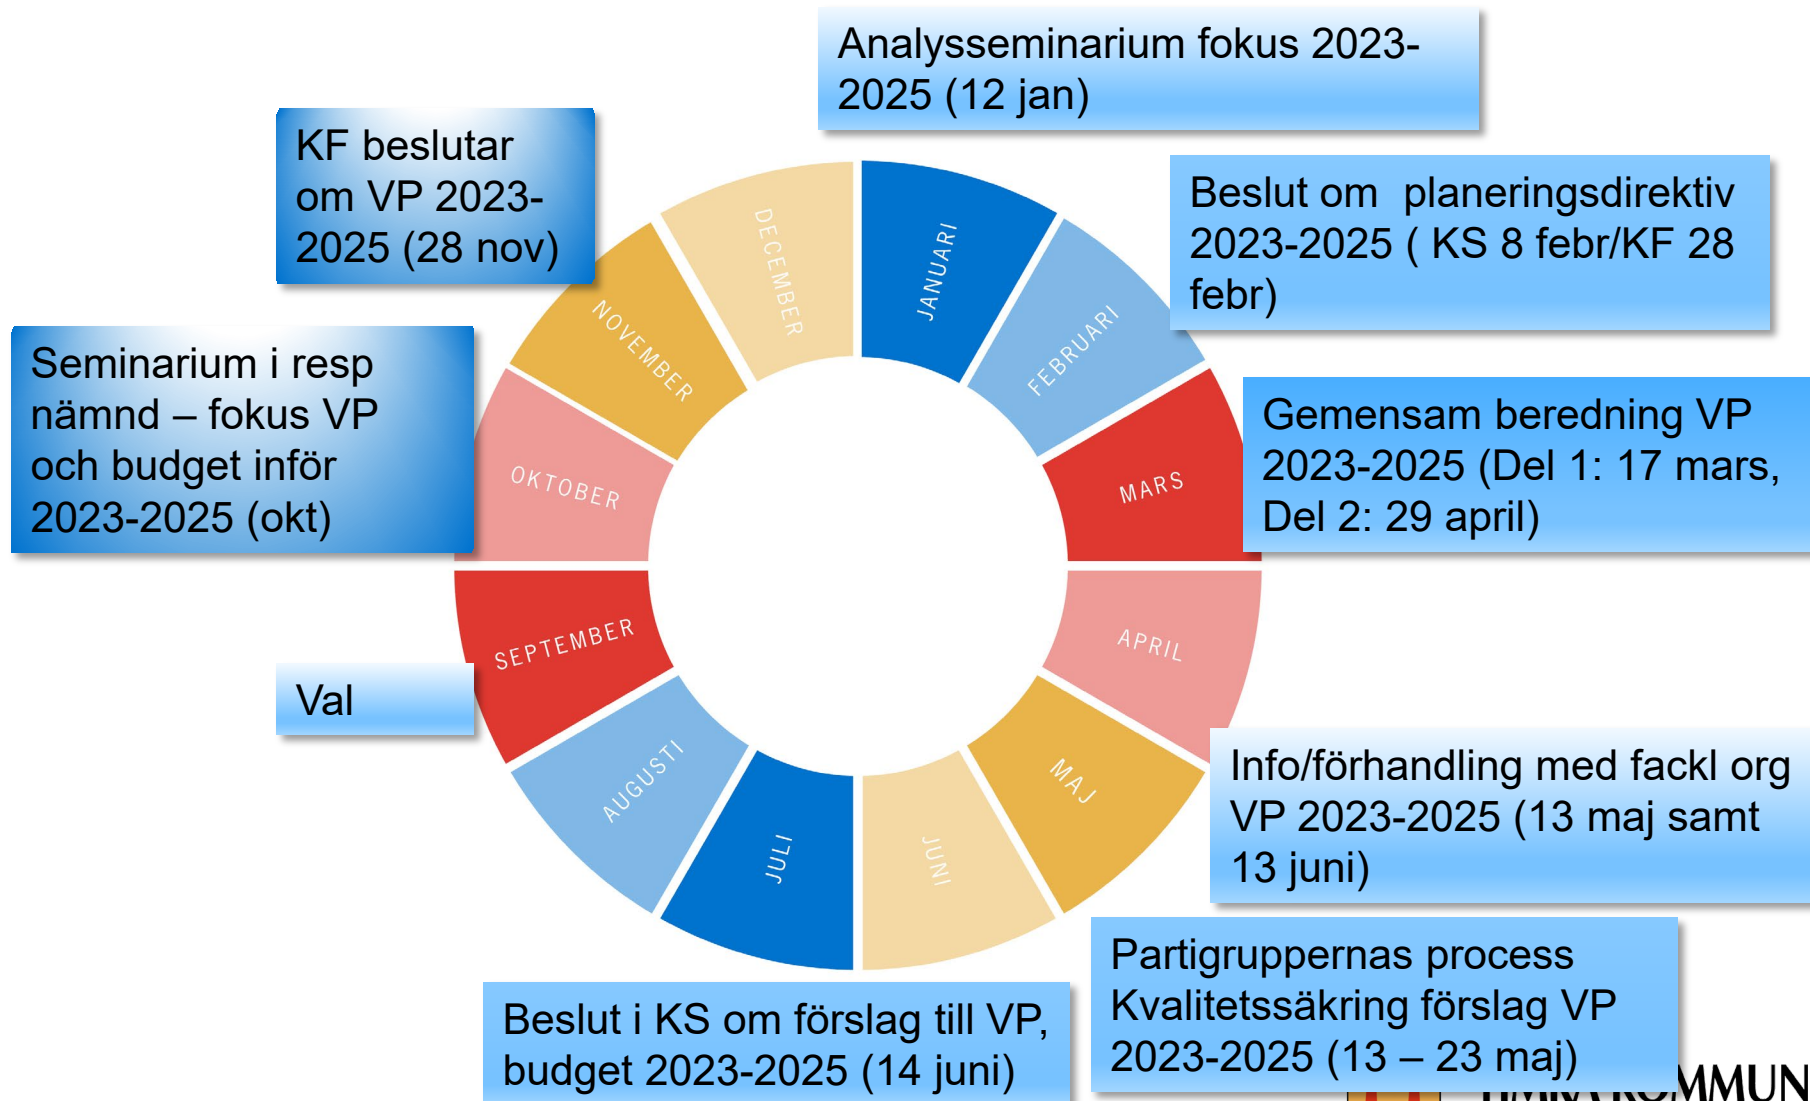 Analysseminarium fokus 2023-
2025 (12 jan)
Beslut om  planeringsdirektiv
2023-2025 ( KS 8 febr/KF 28
febr)
Gemensam beredning VP
2023-2025 (Del 1: 17 mars,
Del 2: 29 april)
Info/förhandling med fackl org
VP 2023-2025 (13 maj samt
13 juni)
Partigruppernas process
Kvalitetssäkring förslag VP
2023-2025 (13 – 23 maj)
Beslut i KS om förslag till VP,
budget 2023-2025 (14 juni)
Val
Seminarium i resp
nämnd – fokus VP
och budget inför
2023-2025 (okt)
KF beslutar
om VP 2023-
2025 (28 nov)
JANUARI
FEBRUARI
MARS
APRIL
MAJ
JUNI
JULI
AUGUSTI
SEPTEMBER
OKTOBER
NOVEMBER
DECEMBER
KOMMUN